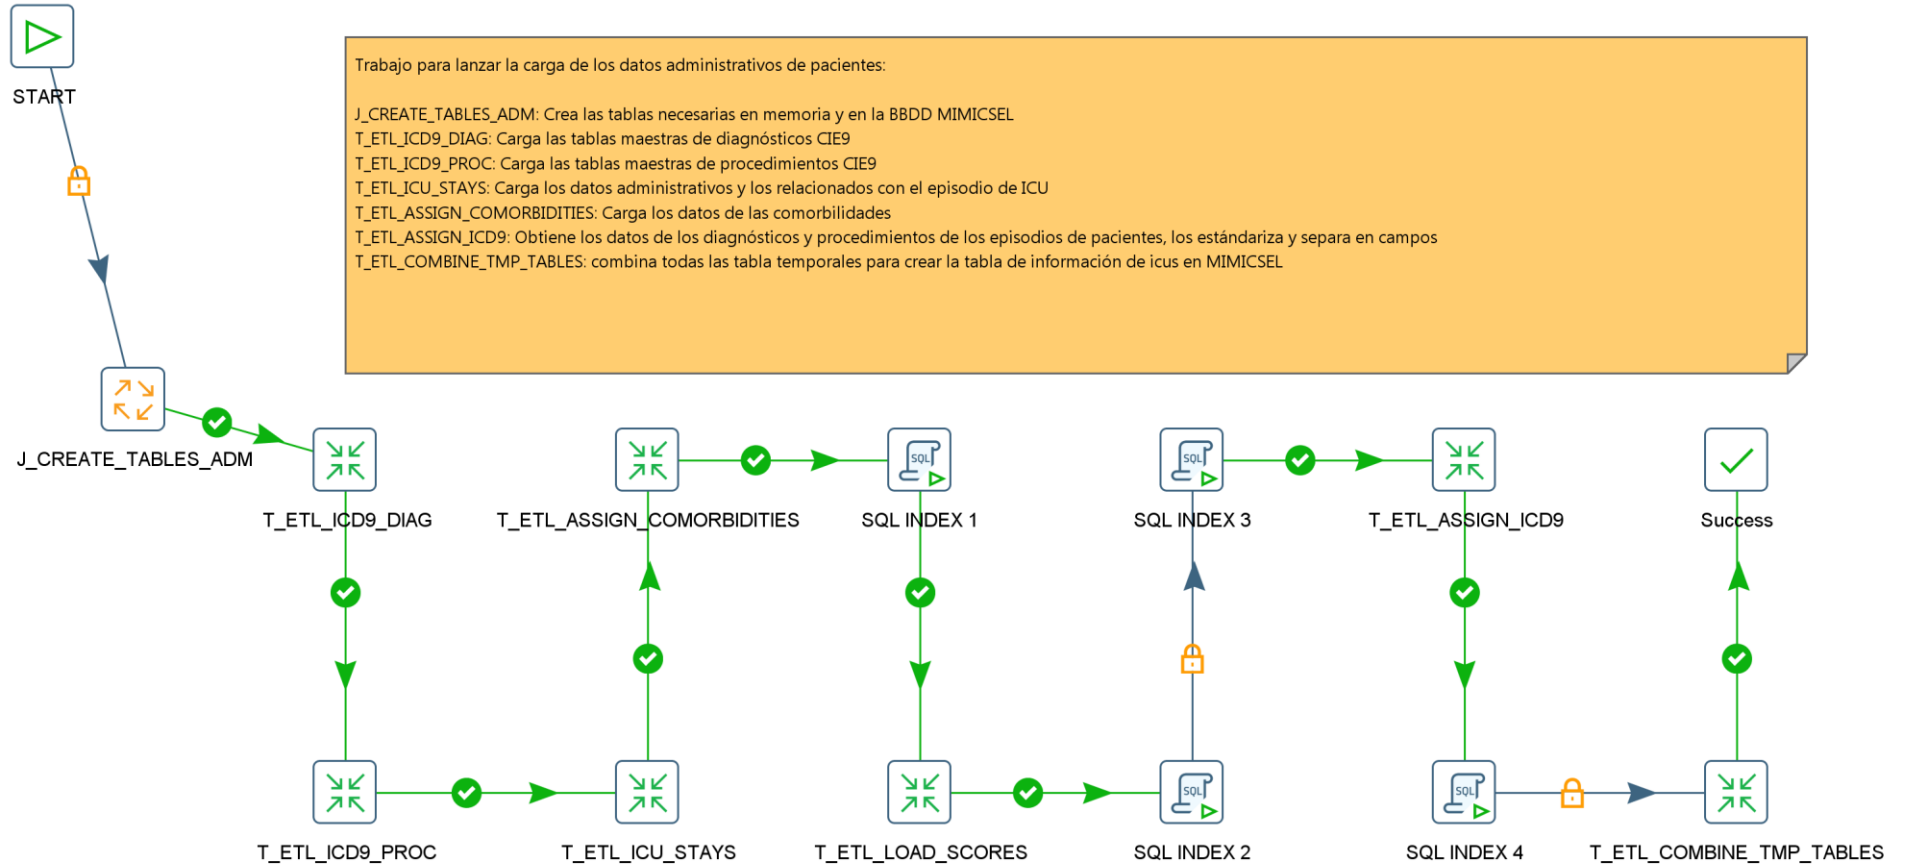 START
Trabajo para lanzar la carga de los datos administrativos de pacientes:
J_CREATE_TABLES_ADM: Crea las tablas necesarias en memoria y en la BBDD MIMICSEL
T_ETL_ICD9_DIAG: Carga las tablas maestras de diagnósticos CIE9
T_ETL_ICD9_PROC: Carga las tablas maestras de procedimientos CIE9
T_ETL_ICU_STAYS: Carga los datos administrativos y los relacionados con el episodio de ICU
T_ETL_ASSIGN_COMORBIDITIES: Carga los datos de las comorbilidades
T_ETL_ASSIGN_ICD9: Obtiene los datos de los diagnósticos y procedimientos de los episodios de pacientes, los estándariza y separa en campos
T_ETL_COMBINE_TMP_TABLES: combina todas las tabla temporales para crear la tabla de información de icus en MIMICSEL
J_CREATE_TABLES_ADM
SQL
SQL
T_ETL_ICD9_DIAG
T_ETL_ASSIGN_COMORBIDITIES
SQL INDEX 1
SQL INDEX 3
T_ETL_ASSIGN_ICD9
Success
SQL
SQL
T_ETL_ICD9_PROC
T_ETL_ICU_STAYS
T_ETL_LOAD_SCORES
SQL INDEX 2
SQL INDEX 4
T_ETL_COMBINE_TMP_TABLES